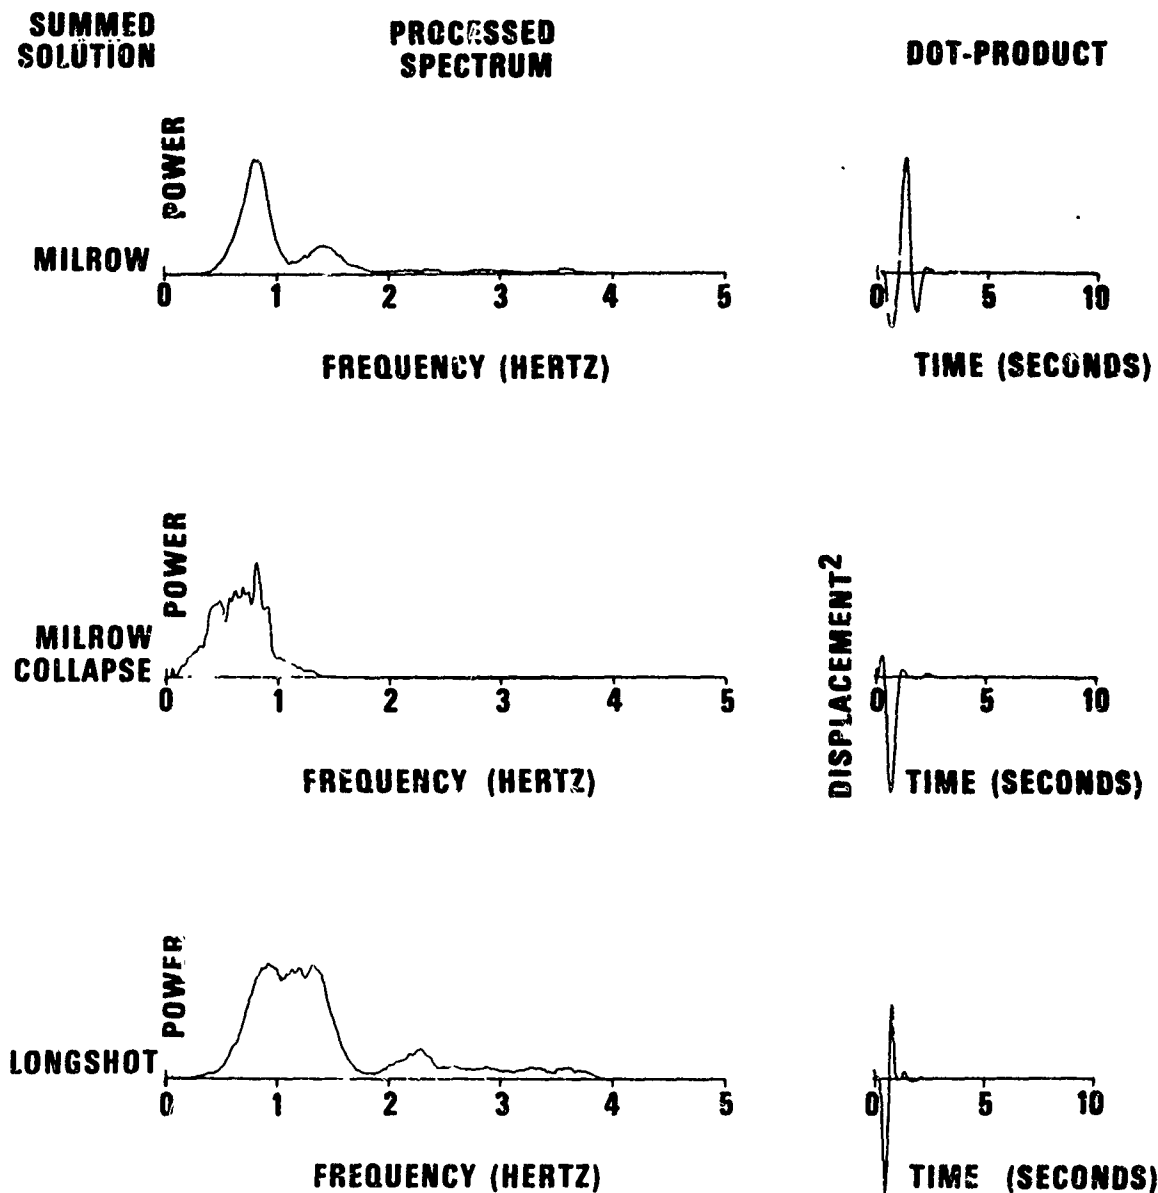 SUMMED
SOLUTION
PROCESSED
SPECTRUM
DOT-PRODUCT
POWER
MILROW
0 1 2 3 4 5
FREQUENCY (HERTZ)
0 5 10
TIME (SECONDS)
POWER
MILROW
COLLAPSE
0 1 2 3 4 5
FREQUENCY (HERTZ)
DISPLACEMENT²
0 5 10
TIME (SECONDS)
POWER
LONGSHOT
0 1 2 3 4 5
FREQUENCY (HERTZ)
0 5 10
TIME (SECONDS)